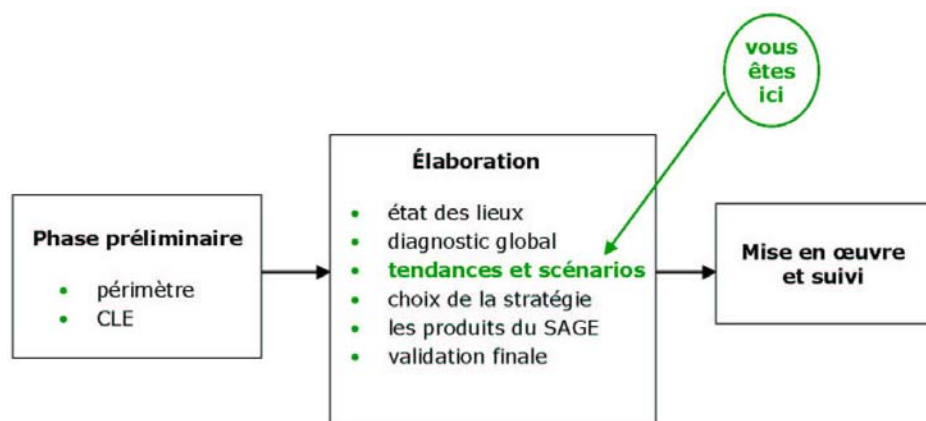 vous
êtes
ici
Élaboration
• état des lieux
• diagnostic global
• tendances et scénarios
• choix de la stratégie
• les produits du SAGE
• validation finale
Phase préliminaire
• périmètre
• CLE
Mise en œuvre
et suivi